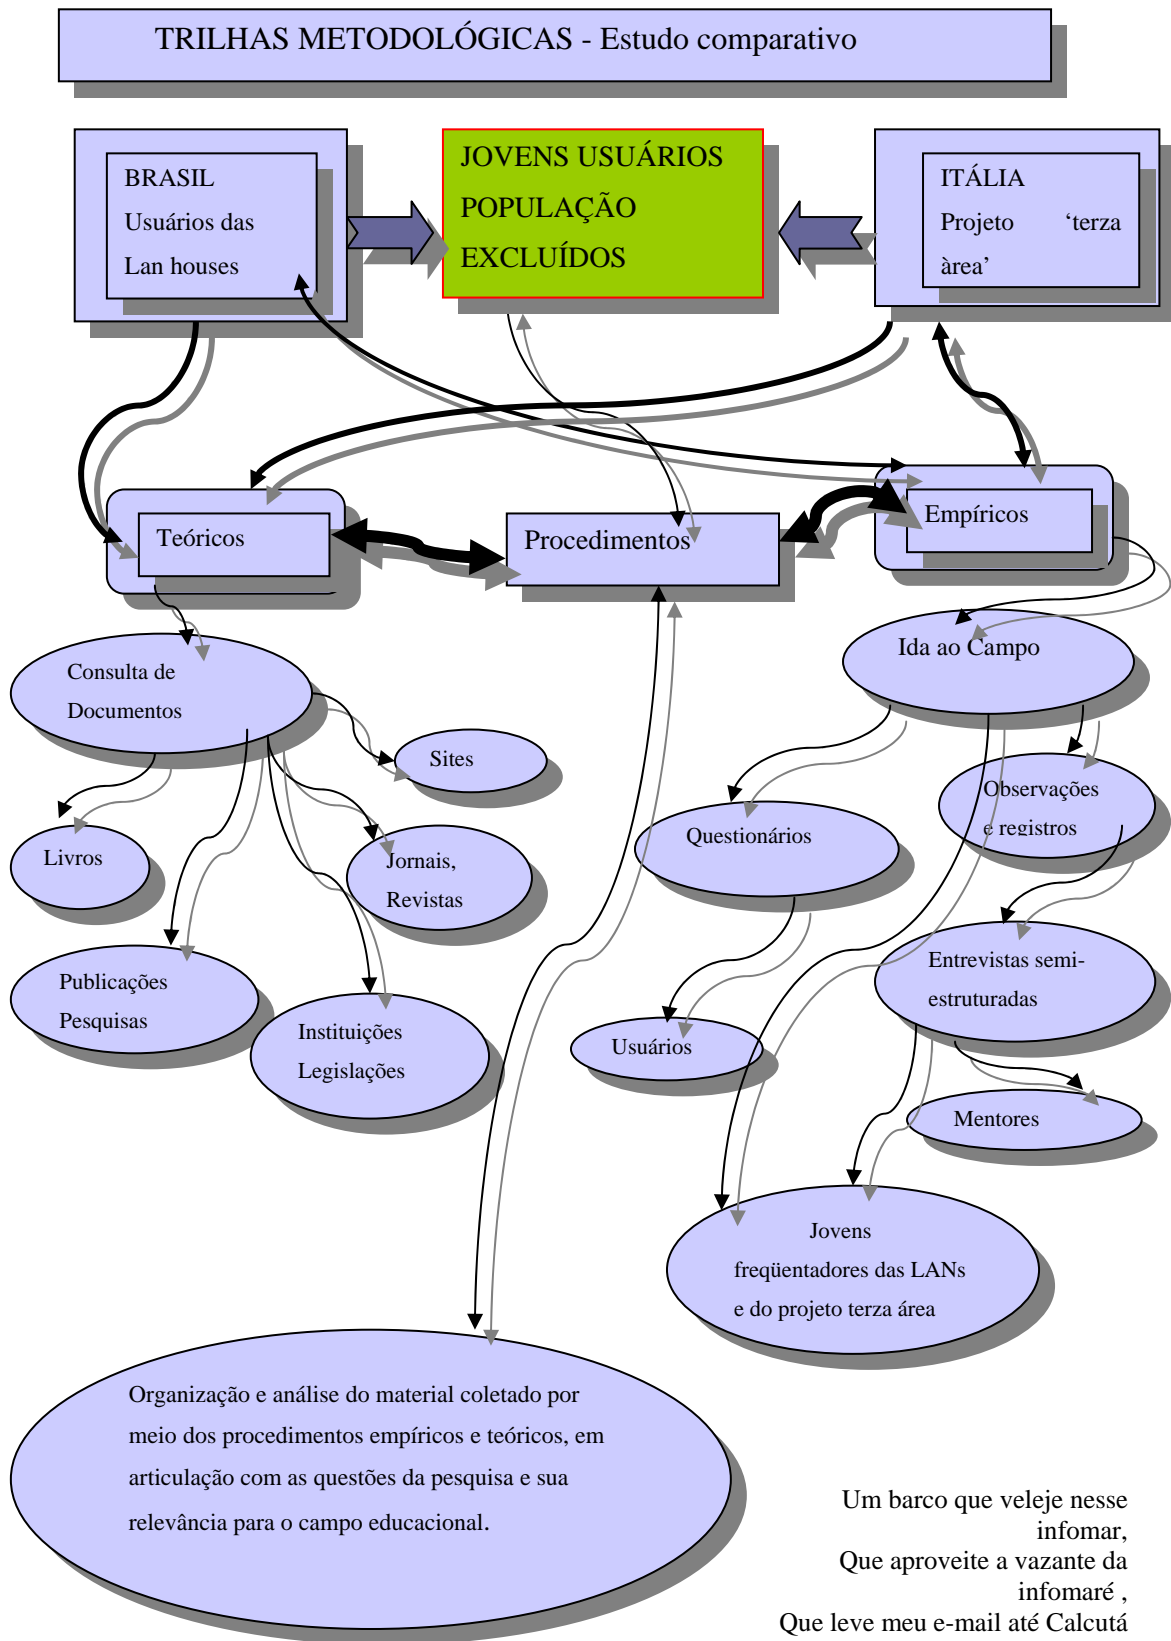 TRILHAS METODOLÓGICAS - Estudo comparativo
BRASIL
Usuários das
Lan houses
JOVENS USUÁRIOS
POPULAÇÃO
EXCLUÍDOS
ITÁLIA
Projeto ‘terza
àrea’
Teóricos
Procedimentos
Empíricos
Consulta de
Documentos
Ida ao Campo
Sites
Livros
Jornais,
Revistas
Questionários
Observações
e registros
Publicações
Pesquisas
Instituições
Legislações
Entrevistas semi-
estruturadas
Usuários
Mentores
Jovens
freqüentadores das LANs
e do projeto terza área
Organização e análise do material coletado por
meio dos procedimentos empíricos e teóricos, em
articulação com as questões da pesquisa e sua
relevância para o campo educacional.
Um barco que veleje nesse
infomar,
Que aproveite a vazante da
infomaré ,
Que leve meu e-mail até Calcutá